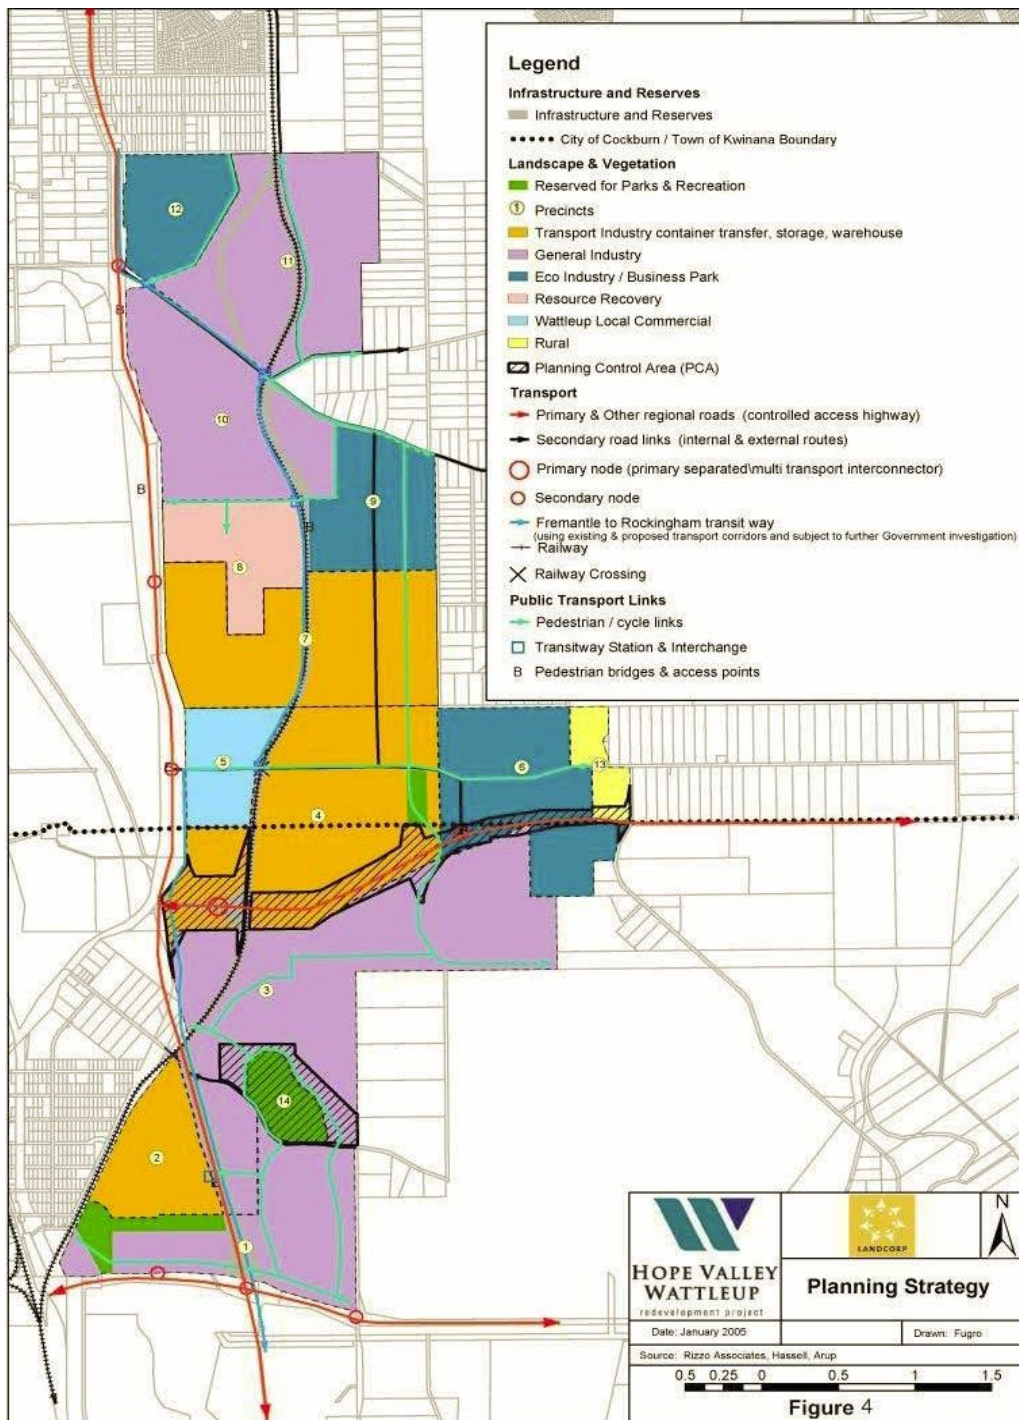 Legend
Infrastructure and Reserves
Infrastructure and Reserves
City of Cockburn / Town of Kwinana Boundary
Landscape & Vegetation
Reserved for Parks & Recreation
1 Precincts
Transport Industry container transfer, storage, warehouse
General Industry
Eco Industry / Business Park
Resource Recovery
Wattleup Local Commercial
Rural
Planning Control Area (PCA)
Transport
Primary & Other regional roads (controlled access highway)
Secondary road links (internal & external routes)
Primary node (primary separated\multi transport interconnector)
Secondary node
Fremantle to Rockingham transit way
(using existing & proposed transport corridors and subject to further Government investigation)
Railway
Railway Crossing
Public Transport Links
Pedestrian / cycle links
Transitway Station & Interchange
B Pedestrian bridges & access points
12
11
B
10
B
9
B
8
7
5
6
13
4
3
14
2
1
HOPE VALLEY
WATTLEUP
redevelopment project
LANDCORP
N
Planning Strategy
Date: January 2005
Drawn: Fugro
Source: Rizzo Associates, Hassell, Arup
0.5 0.25 0 0.5 1 1.5
Figure 4